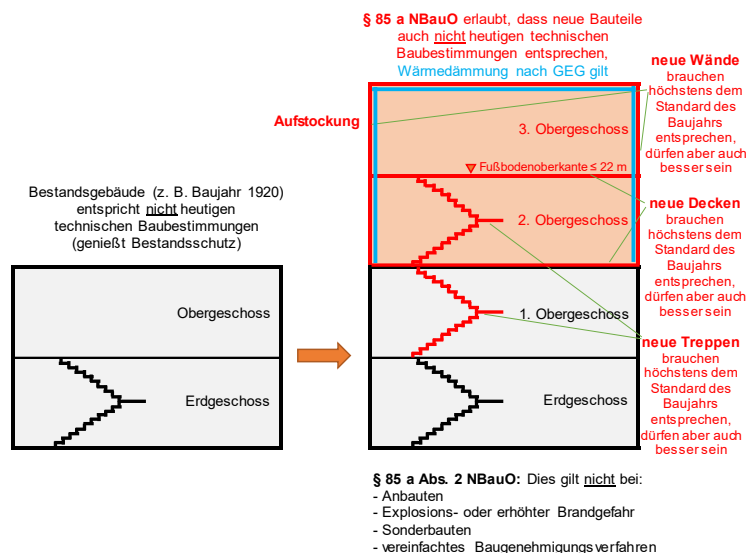 § 85 a NBauO erlaubt, dass neue Bauteile
auch nicht heutigen technischen
Baubestimmungen entsprechen,
Wärmedämmung nach GEG gilt
neue Wände
brauchen
höchstens dem
Standard des
Baujahrs
entsprechen,
dürfen aber auch
besser sein
Aufstockung
3. Obergeschoss
Fußbodenoberkante ≤ 22 m
2. Obergeschoss
neue Decken
brauchen
höchstens dem
Standard des
Baujahrs
entsprechen,
dürfen aber auch
besser sein
Bestandsgebäude (z. B. Baujahr 1920)
entspricht nicht heutigen
technischen Baubestimmungen
(genießt Bestandsschutz)
Obergeschoss
Erdgeschoss
1. Obergeschoss
Erdgeschoss
neue Treppen
brauchen
höchstens dem
Standard des
Baujahrs
entsprechen,
dürfen aber auch
besser sein
§ 85 a Abs. 2 NBauO: Dies gilt nicht bei:
- Anbauten
- Explosions- oder erhöhter Brandgefahr
- Sonderbauten
- vereinfachtes Baugenehmigungsverfahren